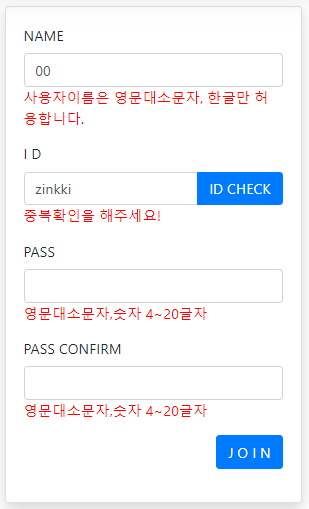 NAME
00
사용자이름은 영문대소문자, 한글만 허
용합니다.
I D
zinkki
ID CHECK
중복확인을 해주세요!
PASS
영문대소문자,숫자 4~20글자
PASS CONFIRM
영문대소문자,숫자 4~20글자
J O I N